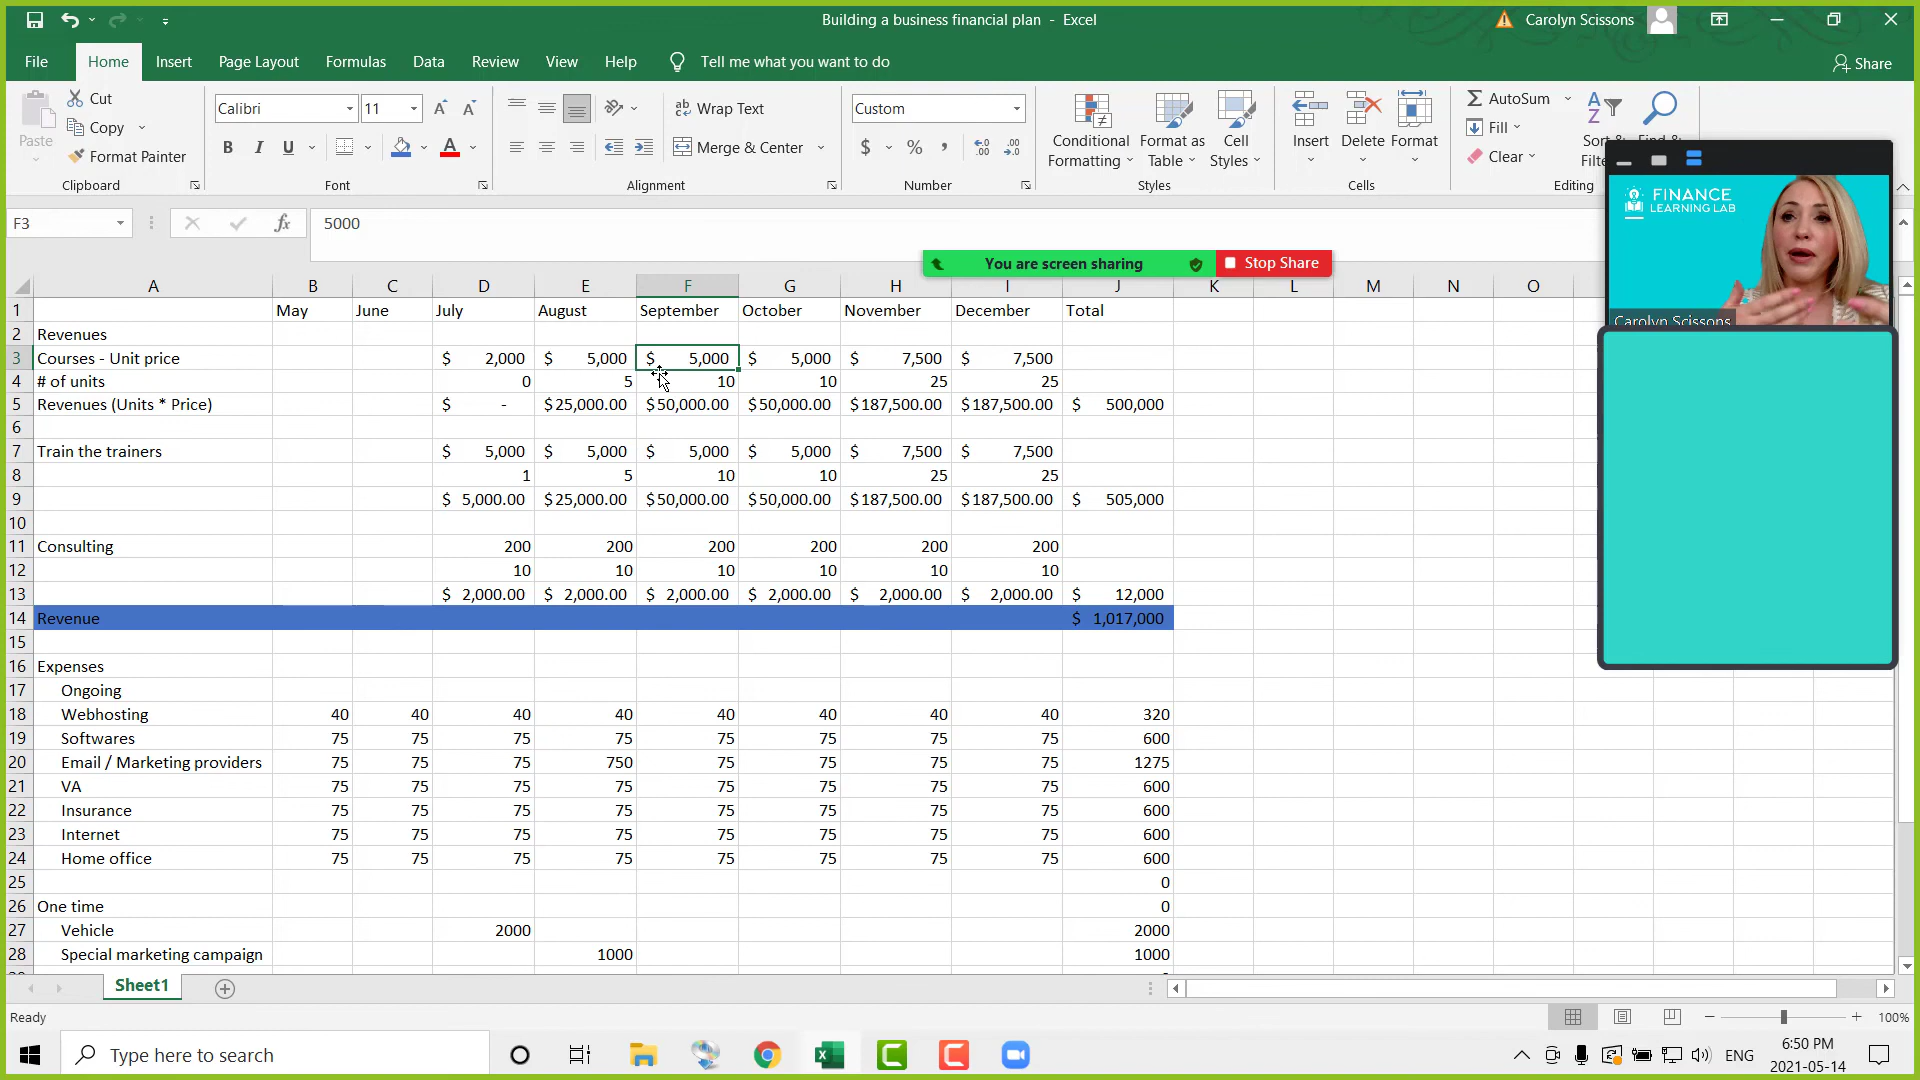 Building a business financial plan - Excel
Carolyn Scissons
File Home Insert Page Layout Formulas Data Review View Help Tell me what you want to do
Share
Paste
Cut
Copy
Format Painter
Clipboard
Calibri 11
B I U
Font
Wrap Text
Merge & Center
Alignment
Custom
$ % ,
Number
Conditional Formatting
Format as Table
Cell Styles
Styles
Insert Delete Format
Cells
AutoSum
Fill
Clear
Editing
F3 fx 5000
You are screen sharing Stop Share
FINANCE
LEARNING LAB
Carolyn Scissons
A B C D E F G H I J K L M N O
1 May June July August September October November December Total
2 Revenues
3 Courses - Unit price $ 2,000 $ 5,000 $ 5,000 $ 5,000 $ 7,500 $ 7,500
4 # of units 0 5 10 10 25 25
5 Revenues (Units * Price) $ - $25,000.00 $50,000.00 $50,000.00 $187,500.00 $187,500.00 $ 500,000
6
7 Train the trainers $ 5,000 $ 5,000 $ 5,000 $ 5,000 $ 7,500 $ 7,500
8 1 5 10 10 25 25
9 $ 5,000.00 $25,000.00 $50,000.00 $50,000.00 $187,500.00 $187,500.00 $ 505,000
10
11 Consulting 200 200 200 200 200 200
12 10 10 10 10 10 10
13 $ 2,000.00 $ 2,000.00 $ 2,000.00 $ 2,000.00 $ 2,000.00 $ 2,000.00 $ 12,000
14 Revenue $ 1,017,000
15
16 Expenses
17 Ongoing
18 Webhosting 40 40 40 40 40 40 40 40 320
19 Softwares 75 75 75 75 75 75 75 75 600
20 Email / Marketing providers 75 75 75 750 75 75 75 75 1275
21 VA 75 75 75 75 75 75 75 75 600
22 Insurance 75 75 75 75 75 75 75 75 600
23 Internet 75 75 75 75 75 75 75 75 600
24 Home office 75 75 75 75 75 75 75 75 600
25 0
26 One time 0
27 Vehicle 2000 2000
28 Special marketing campaign 1000 1000
Sheet1
Ready
100%
Type here to search
ENG
6:50 PM
2021-05-14